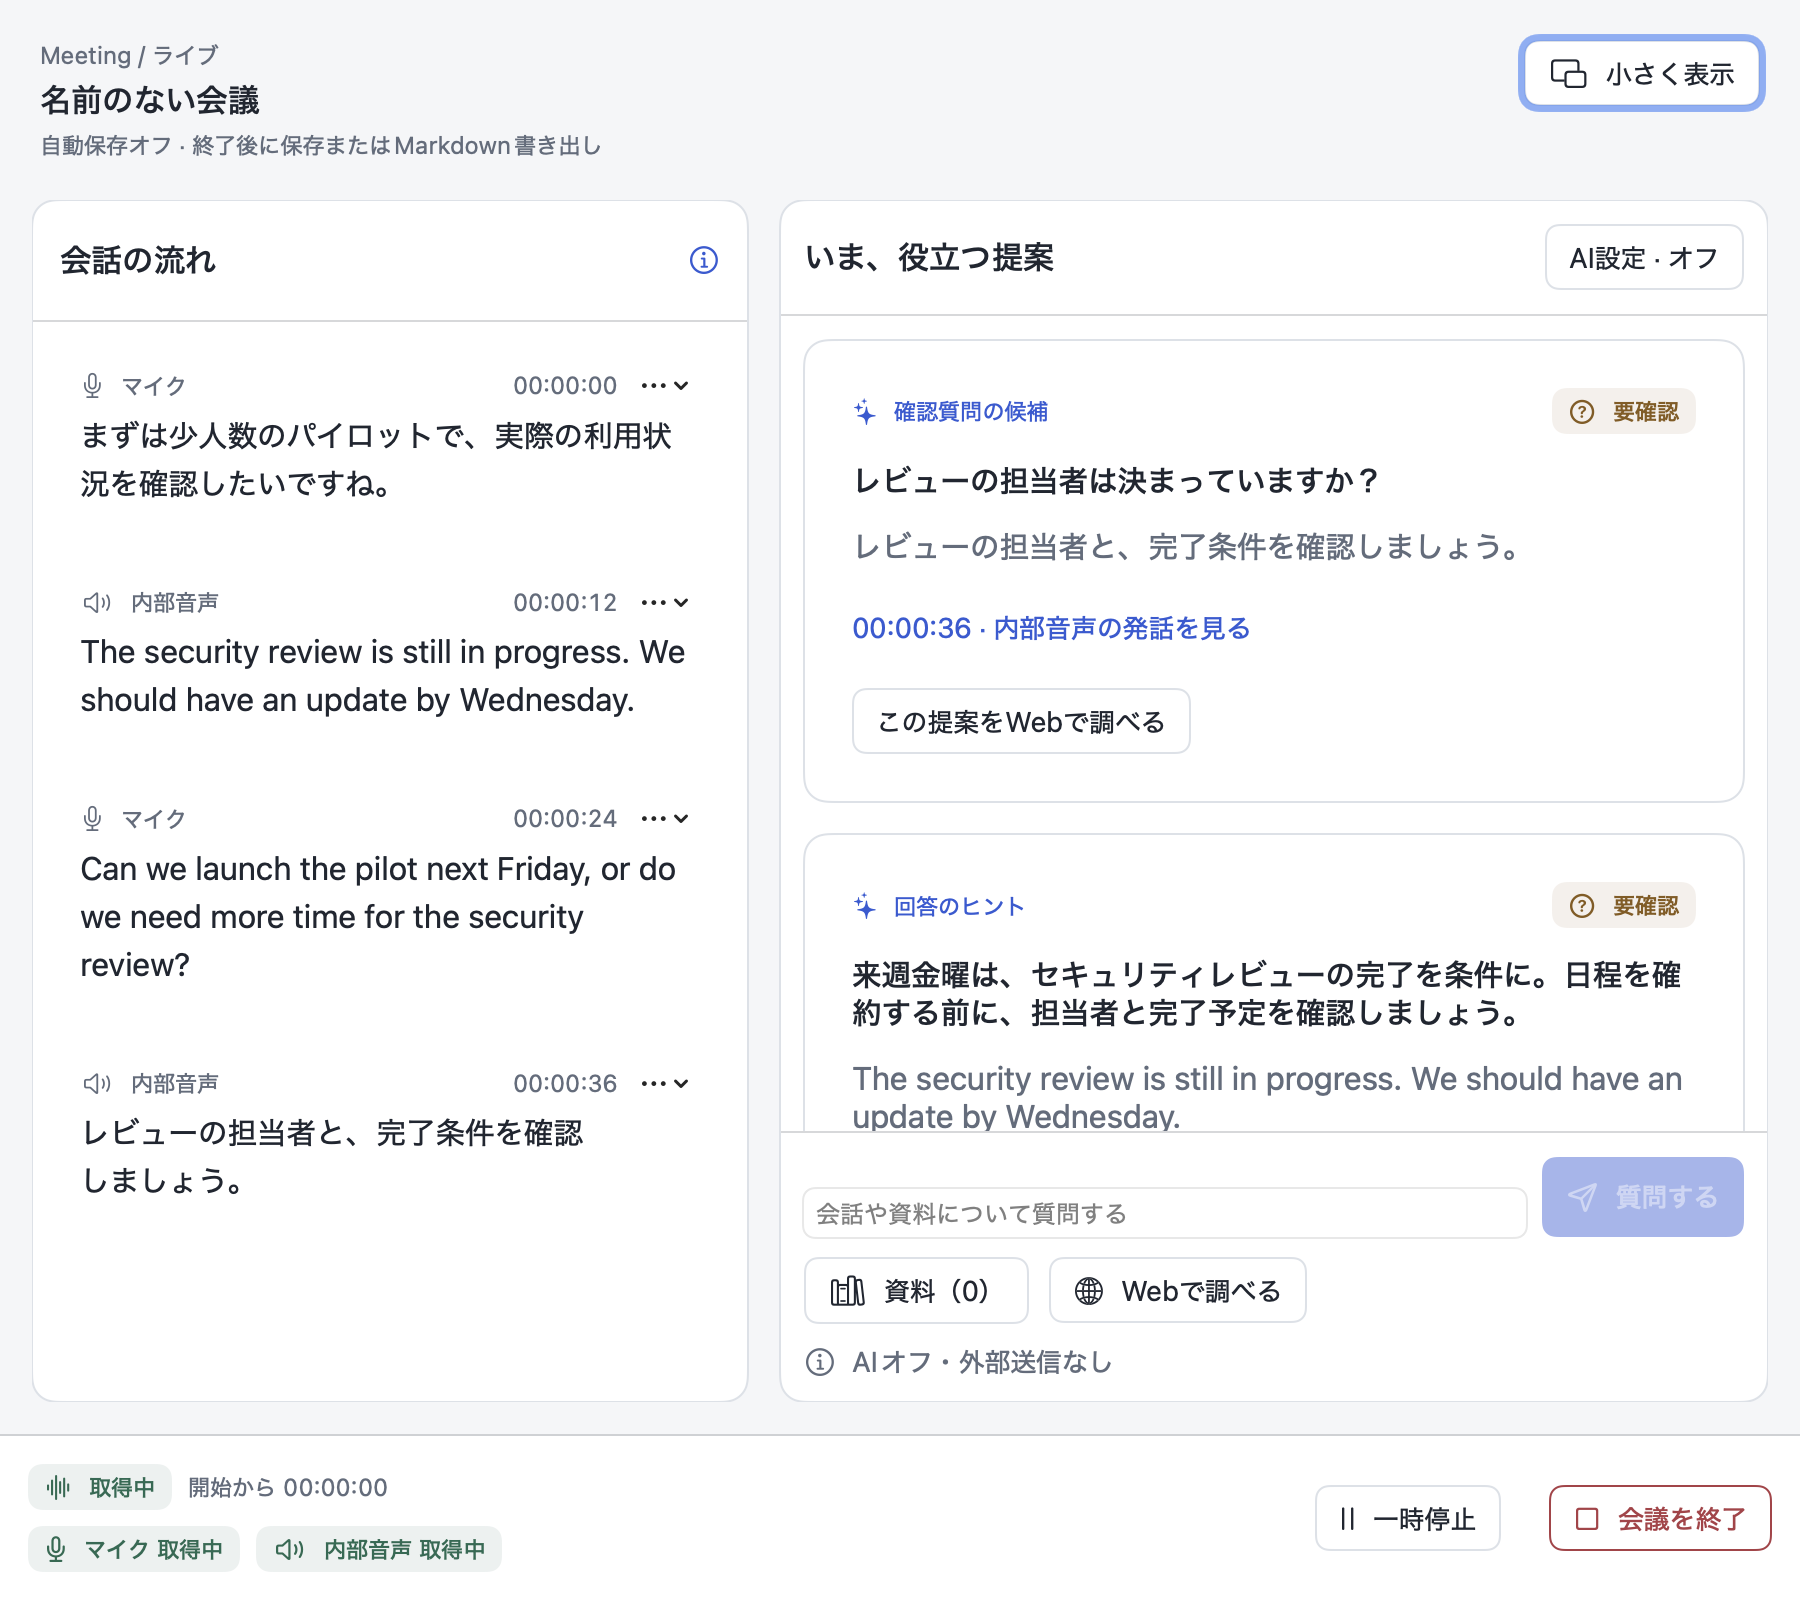 Meeting / ライブ
名前のない会議
自動保存オフ · 終了後に保存またはMarkdown書き出し
小さく表示
会話の流れ
マイク 00:00:00
まずは少人数のパイロットで、実際の利用状
況を確認したいですね。
内部音声 00:00:12
The security review is still in progress. We
should have an update by Wednesday.
マイク 00:00:24
Can we launch the pilot next Friday, or do
we need more time for the security
review?
内部音声 00:00:36
レビューの担当者と、完了条件を確認
しましょう。
いま、役立つ提案
AI設定 · オフ
確認質問の候補
要確認
レビューの担当者は決まっていますか？
レビューの担当者と、完了条件を確認しましょう。
00:00:36 · 内部音声の発話を見る
この提案をWebで調べる
回答のヒント
要確認
来週金曜は、セキュリティレビューの完了を条件に。日程を確
約する前に、担当者と完了予定を確認しましょう。
The security review is still in progress. We should have an
update by Wednesday.
会話や資料について質問する
質問する
資料（0）
Webで調べる
AIオフ・外部送信なし
取得中 開始から 00:00:00
マイク 取得中
内部音声 取得中
一時停止
会議を終了